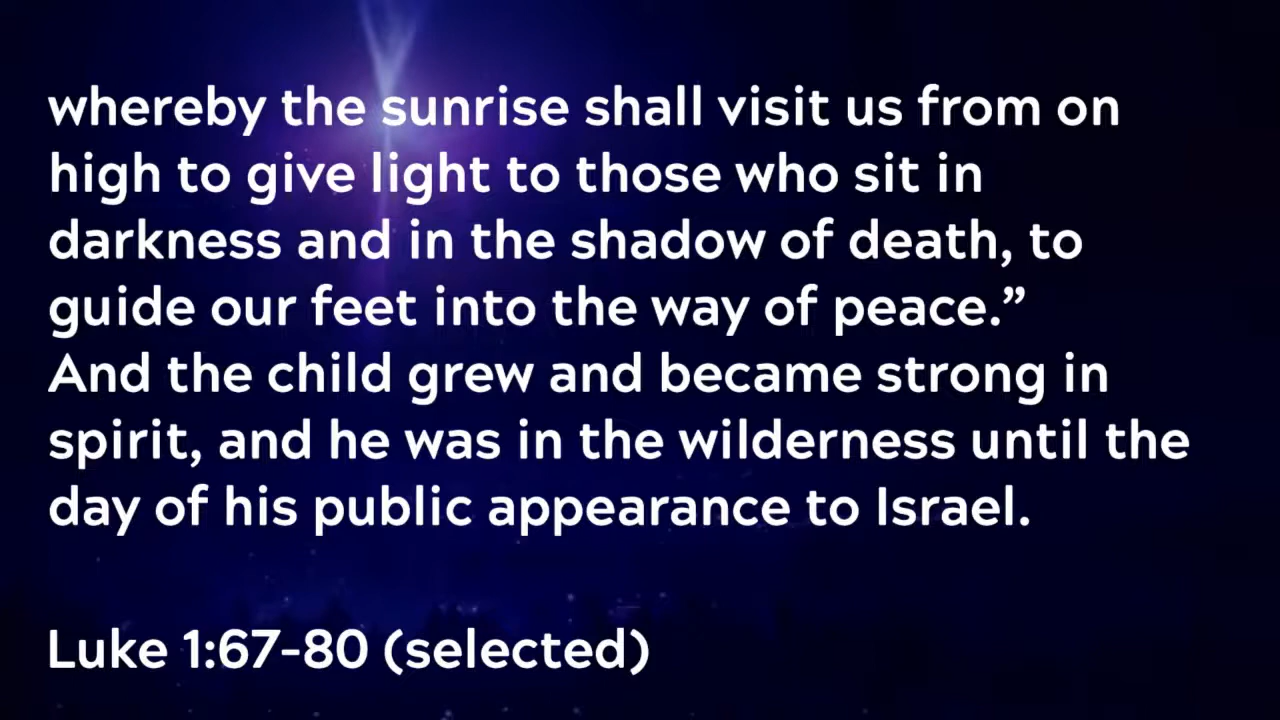 whereby the sunrise shall visit us from on
high to give light to those who sit in
darkness and in the shadow of death, to
guide our feet into the way of peace.”
And the child grew and became strong in
spirit, and he was in the wilderness until the
day of his public appearance to Israel.
Luke 1:67-80 (selected)